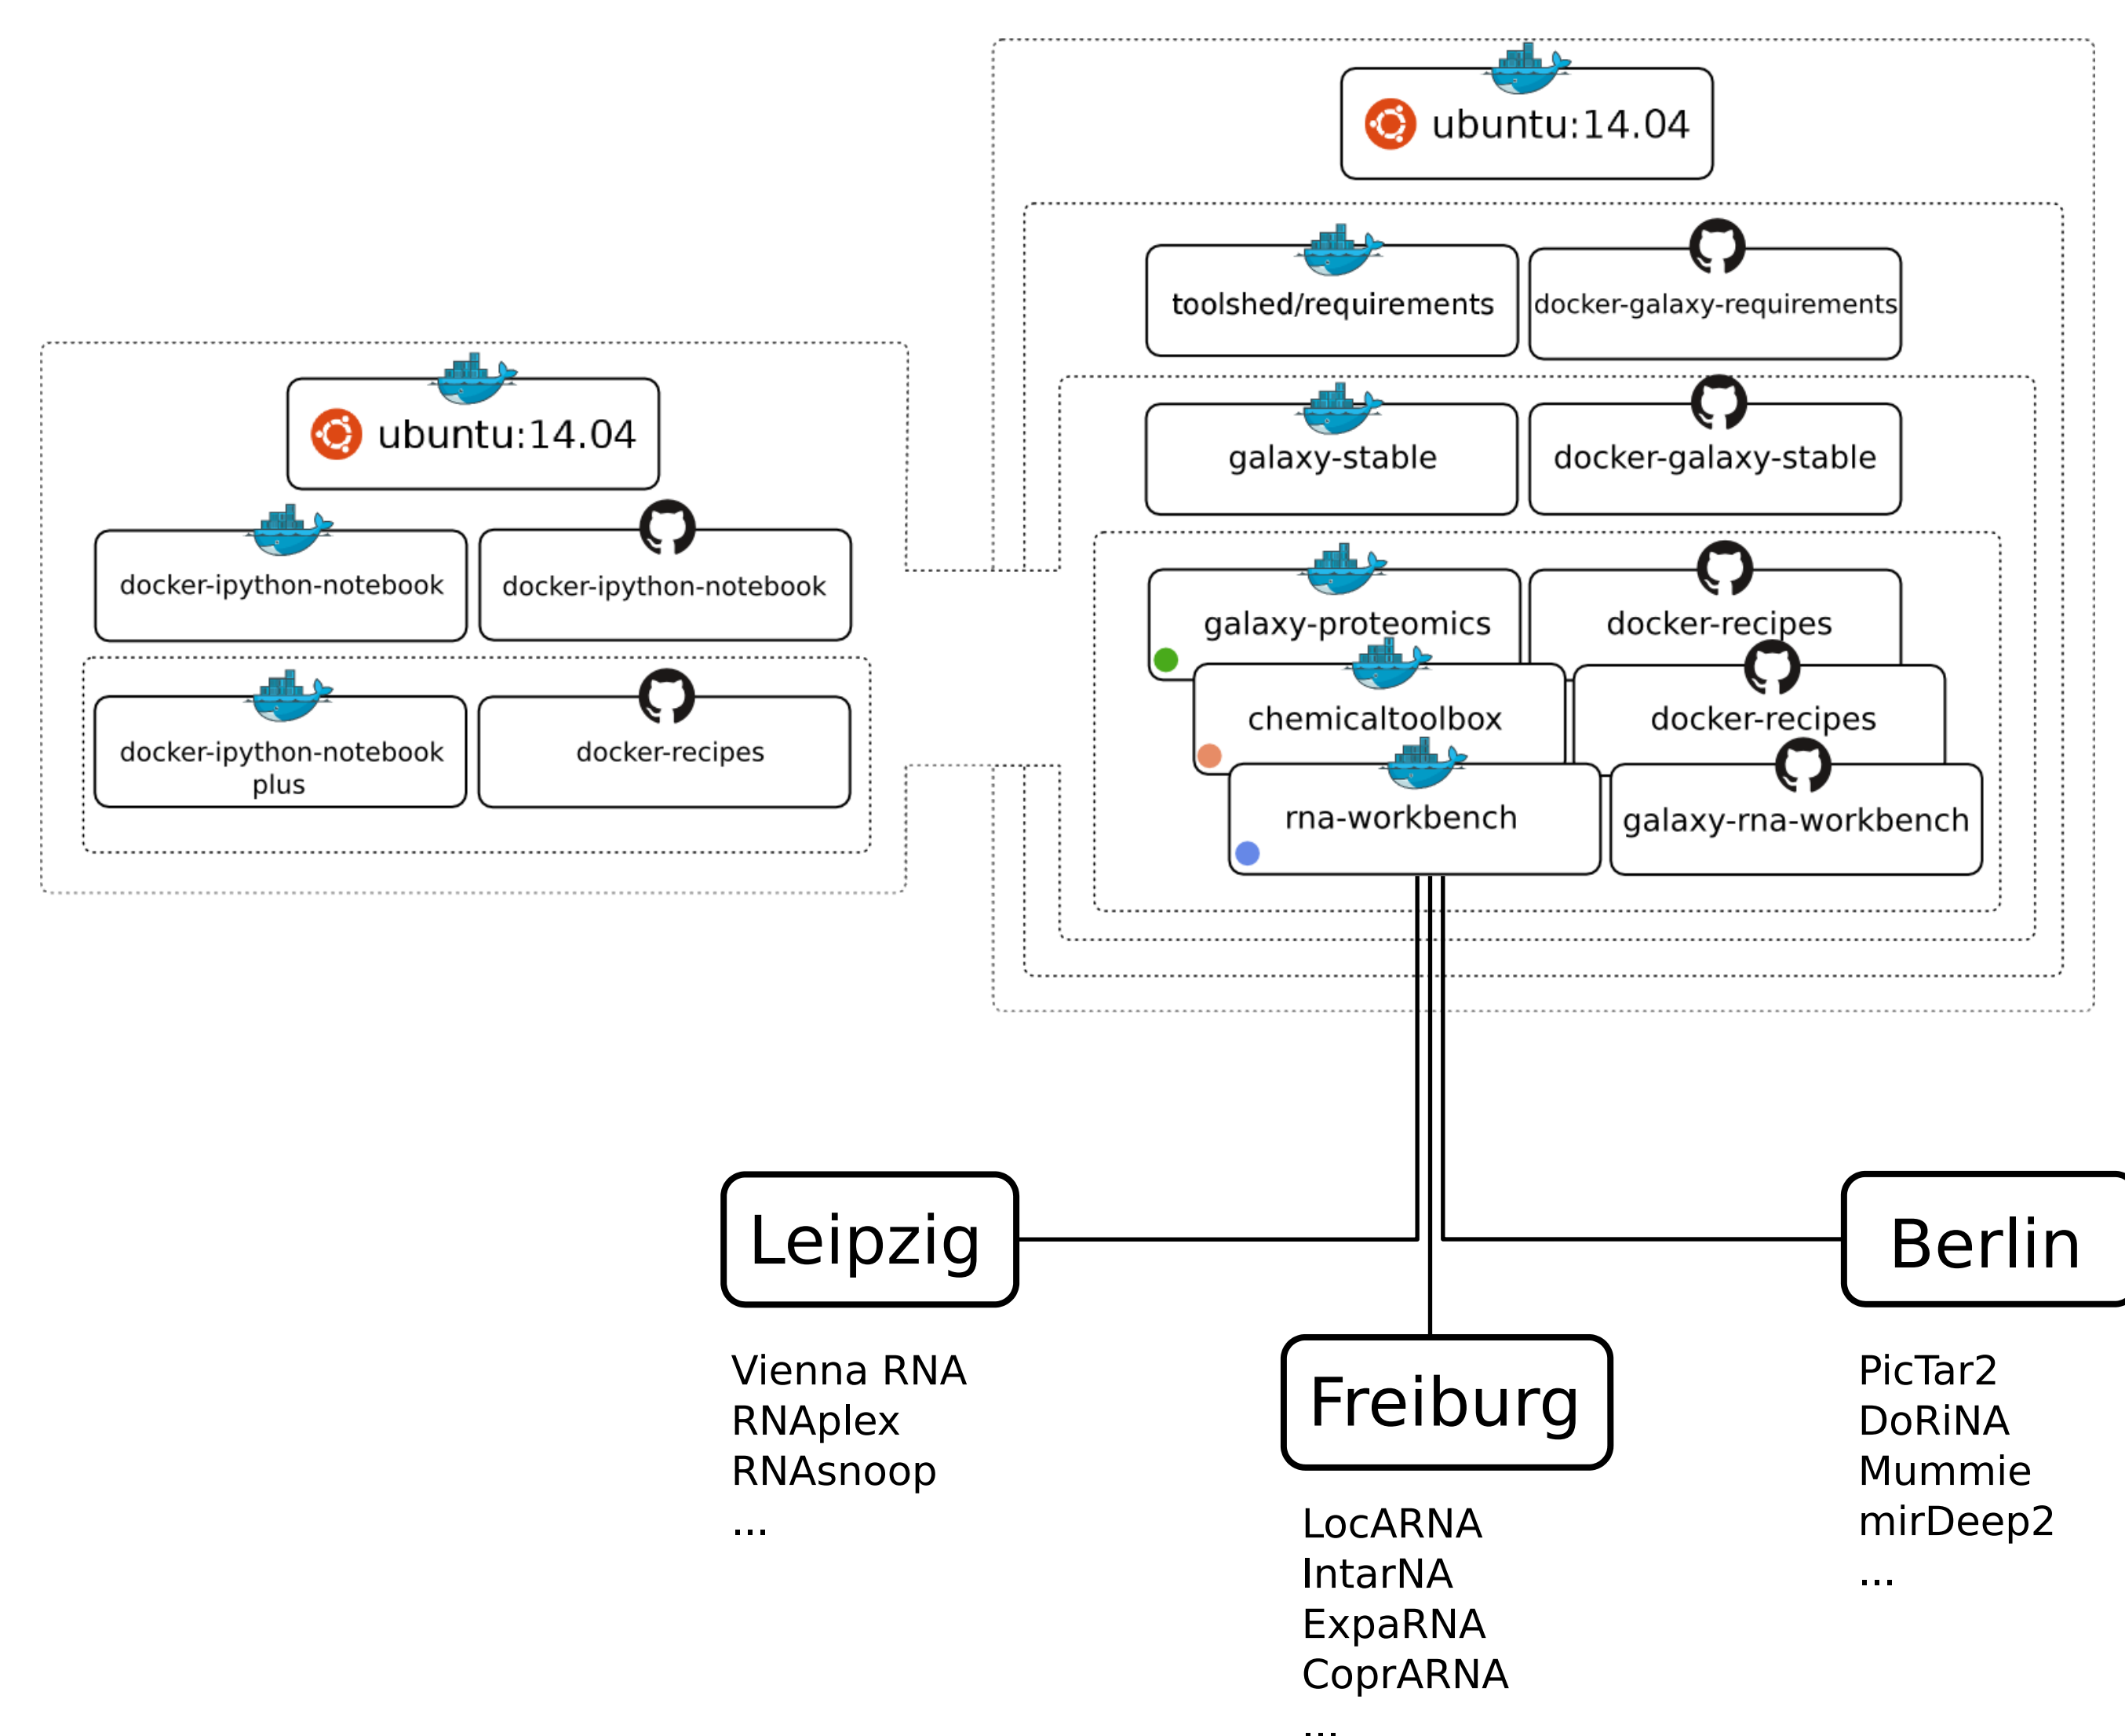 ubuntu:14.04
toolshed/requirements
docker-galaxy-requirements
galaxy-stable
docker-galaxy-stable
galaxy-proteomics
docker-recipes
chemicaltoolbox
docker-recipes
rna-workbench
galaxy-rna-workbench
ubuntu:14.04
docker-ipython-notebook
docker-ipython-notebook
docker-ipython-notebook
plus
docker-recipes
Leipzig
Vienna RNA
RNAplex
RNAsnoop
...
Freiburg
LocARNA
IntarNA
ExpaRNA
CoprARNA
...
Berlin
PicTar2
DoRiNA
Mummie
mirDeep2
...